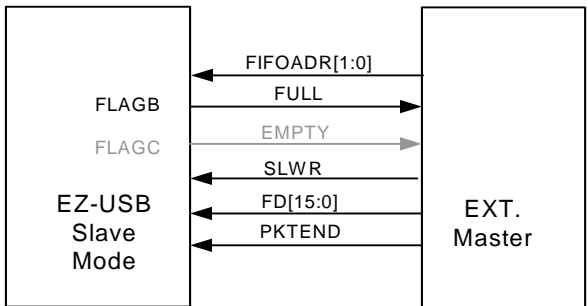 FIFOADR[1:0]
FLAGB
FULL
FLAGC
EMPTY
SLWR
EZ-USB
Slave
Mode
FD[15:0]
PKTEND
EXT.
Master